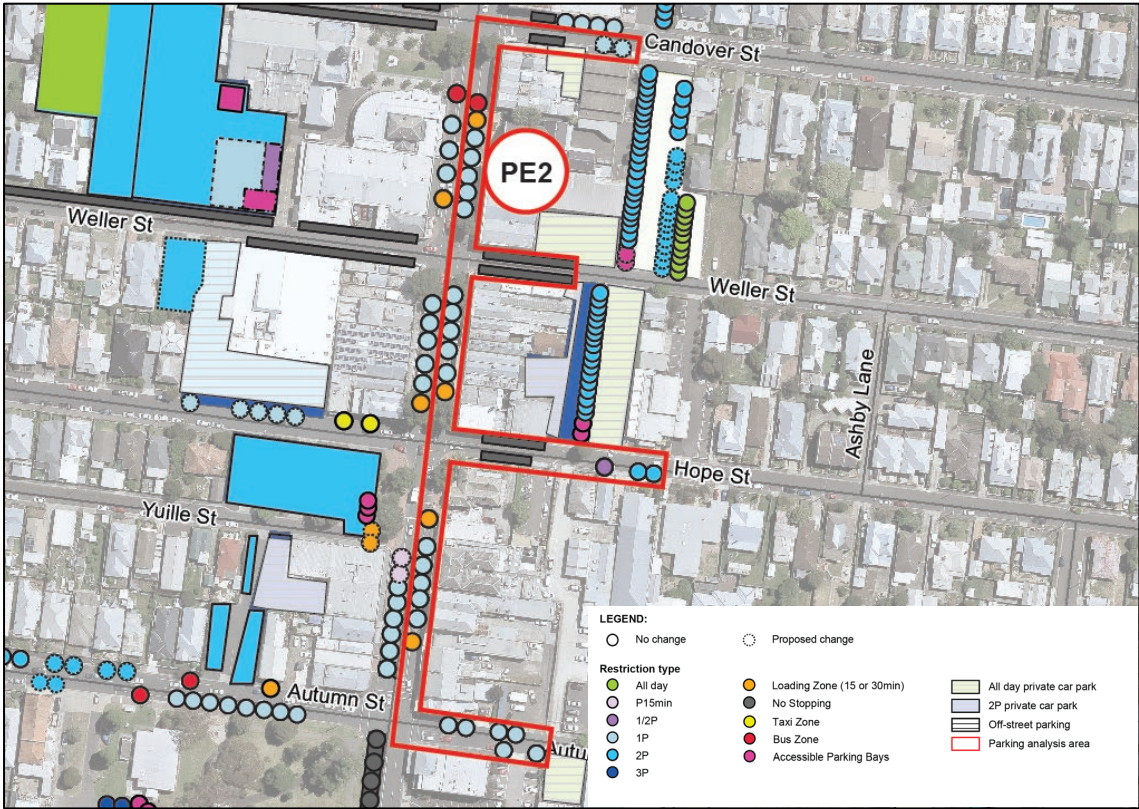 Candover St
PE2
Weller St
Weller St
Ashby Lane
Hope St
Yuille St
Autumn St
Autu
LEGEND:
No change
Proposed change
Restriction type
All day
P15min
1/2P
1P
2P
3P
Loading Zone (15 or 30min)
No Stopping
Taxi Zone
Bus Zone
Accessible Parking Bays
All day private car park
2P private car park
Off-street parking
Parking analysis area